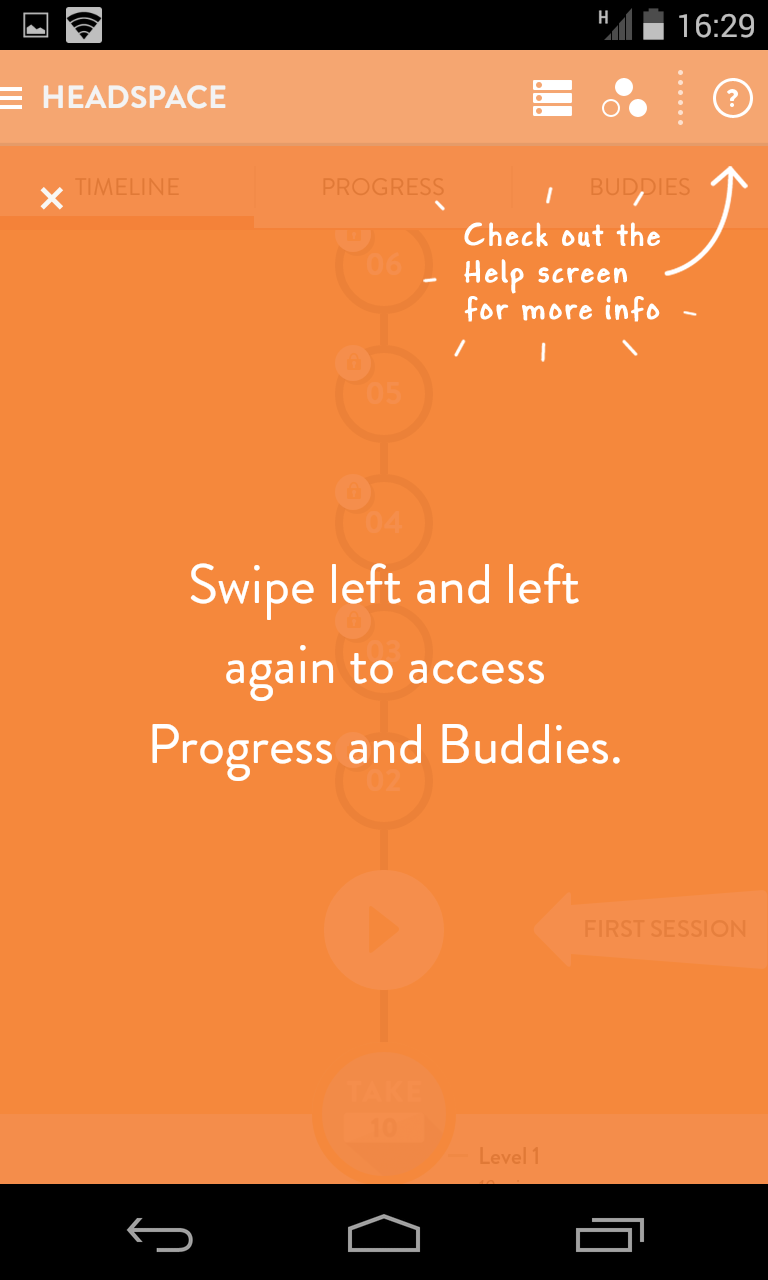 H 16:29
HEADSPACE ?
TIMELINE PROGRESS BUDDIES
Check out the
Help screen
for more info
06
05
04
Swipe left and left
03
again to access
Progress and Buddies.
02
FIRST SESSION
TAKE
10
Level 1